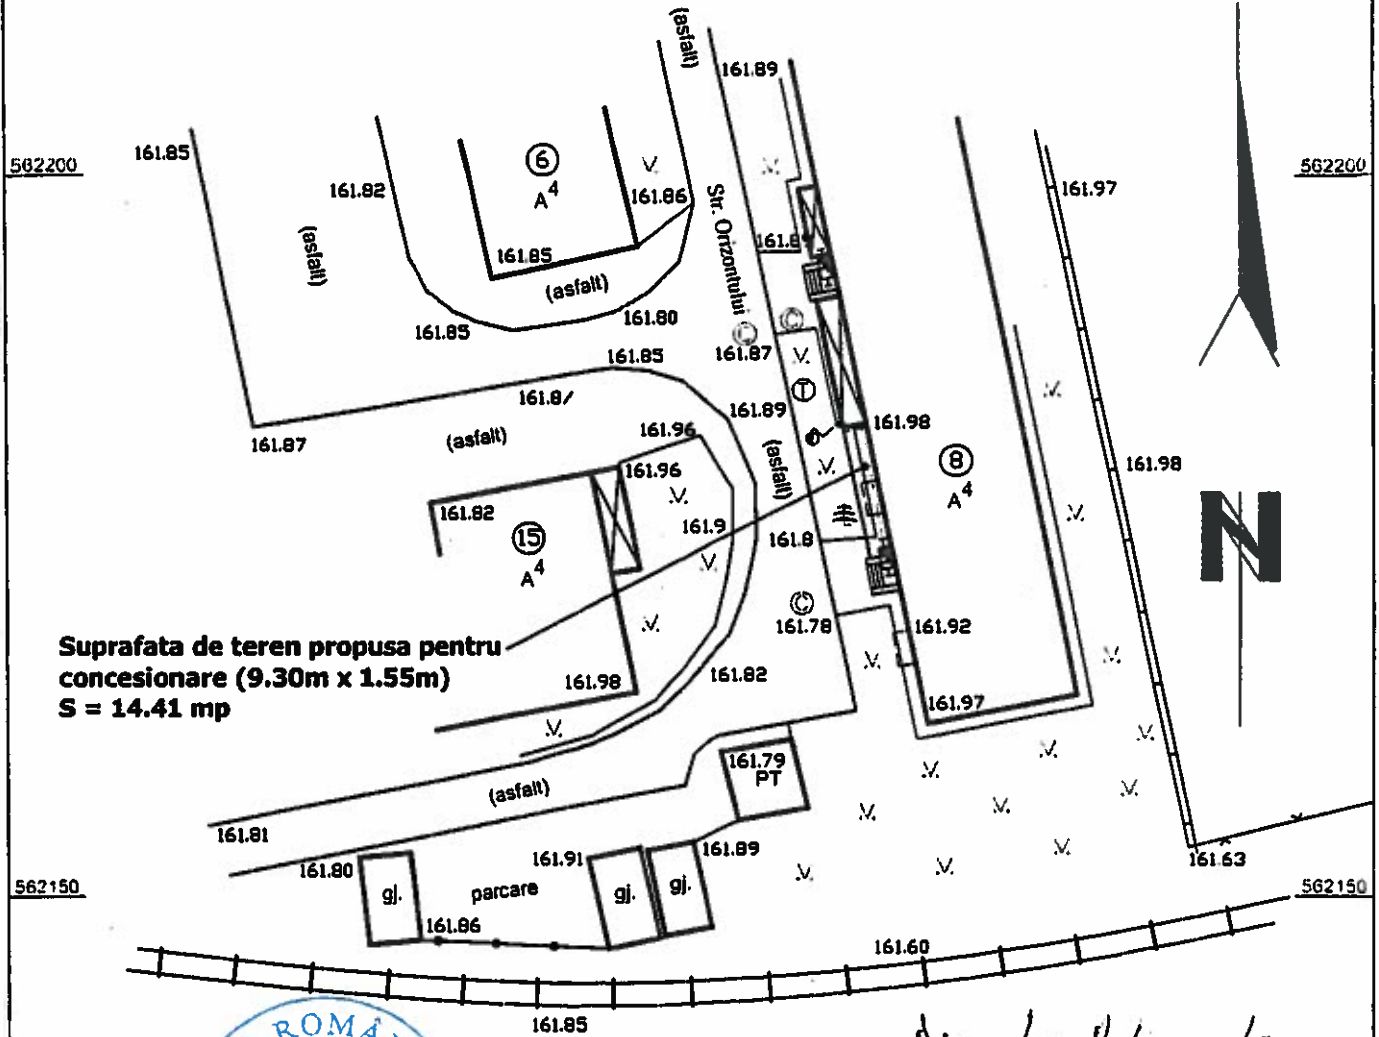 (asfalt)
161.89
161.85
562200
562200
6
A4
161.82
161.86
161.97
Str. Orizontului
(asfalt)
161.85
(asfalt)
161.80
161.85
C
C
161.87
161.85
161.89
T
161.87
(asfalt)
161.96
161.98
161.96
(asfalt)
8
A4
161.98
161.82
15
A4
161.9
161.8
C
161.78
161.92
Suprafata de teren propusa pentru
concesionare (9.30m x 1.55m)
S = 14.41 mp
161.98
161.82
161.97
N
161.79
PT
(asfalt)
161.81
161.80
161.91
161.89
161.63
562150
562150
gj.
parcare
gj.
gj.
161.86
161.60
161.85
ROMÂ